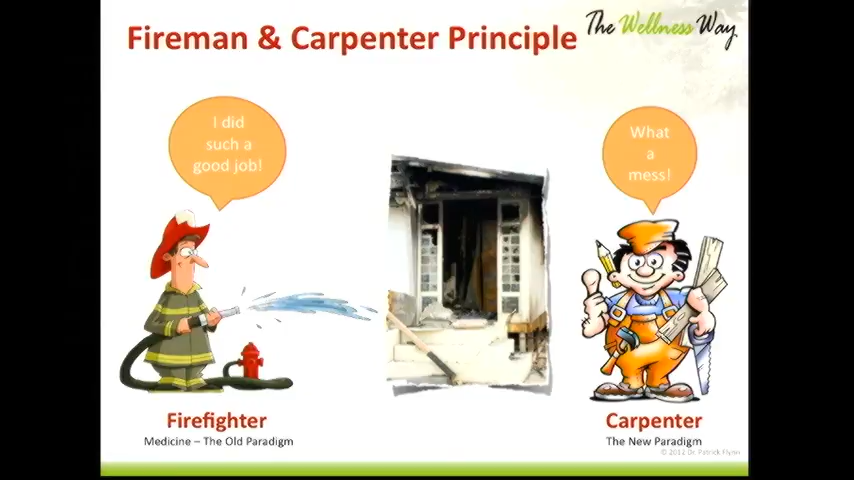 Fireman & Carpenter Principle
The Wellness Way
I did
such a
good job!
What
a
mess!
Firefighter
Medicine – The Old Paradigm
Carpenter
The New Paradigm
© 2012 Dr. Patrick Flynn